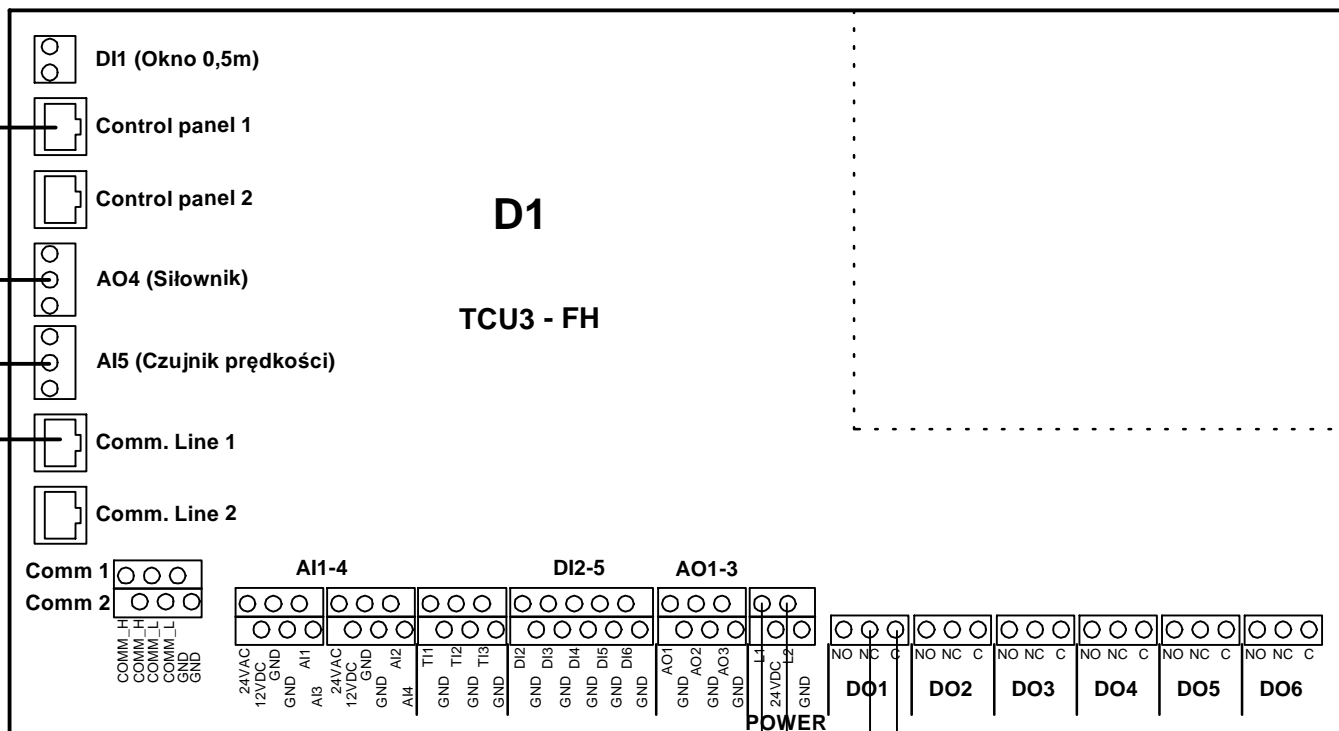 DI1 (Okno 0,5m)
Control panel 1
Control panel 2
D1
AO4 (Siłownik)
TCU3 - FH
AI5 (Czujnik prędkości)
Comm. Line 1
Comm. Line 2
Comm 1
Comm 2
AI1-4
DI2-5
AO1-3
COMM_H
COMM_H
COMM_L
COMM_L
GND
GND
24VAC
12VDC
GND
GND
AI1
AI3
24VAC
12VDC
GND
GND
AI2
AI4
TI1
GND
TI2
GND
TI3
GND
DI2
GND
DI3
GND
DI4
GND
DI5
GND
DI6
GND
AO1
GND
AO2
GND
AO3
GND
L1
24VDC
L2
GND
POWER
NO NC C
DO1
NO NC C
DO2
NO NC C
DO3
NO NC C
DO4
NO NC C
DO5
NO NC C
DO6